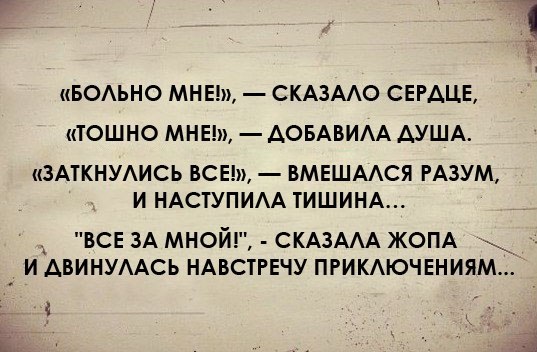 «БОЛЬНО МНЕ!», — СКАЗАЛО СЕРДЦЕ,
«ТОШНО МНЕ!», — ДОБАВИЛА ДУША.
«ЗАТКНУЛИСЬ ВСЕ!», — ВМЕШАЛСЯ РАЗУМ,
И НАСТУПИЛА ТИШИНА...
"ВСЕ ЗА МНОЙ!", - СКАЗАЛА ЖОПА
И ДВИНУЛАСЬ НАВСТРЕЧУ ПРИКЛЮЧЕНИЯМ...